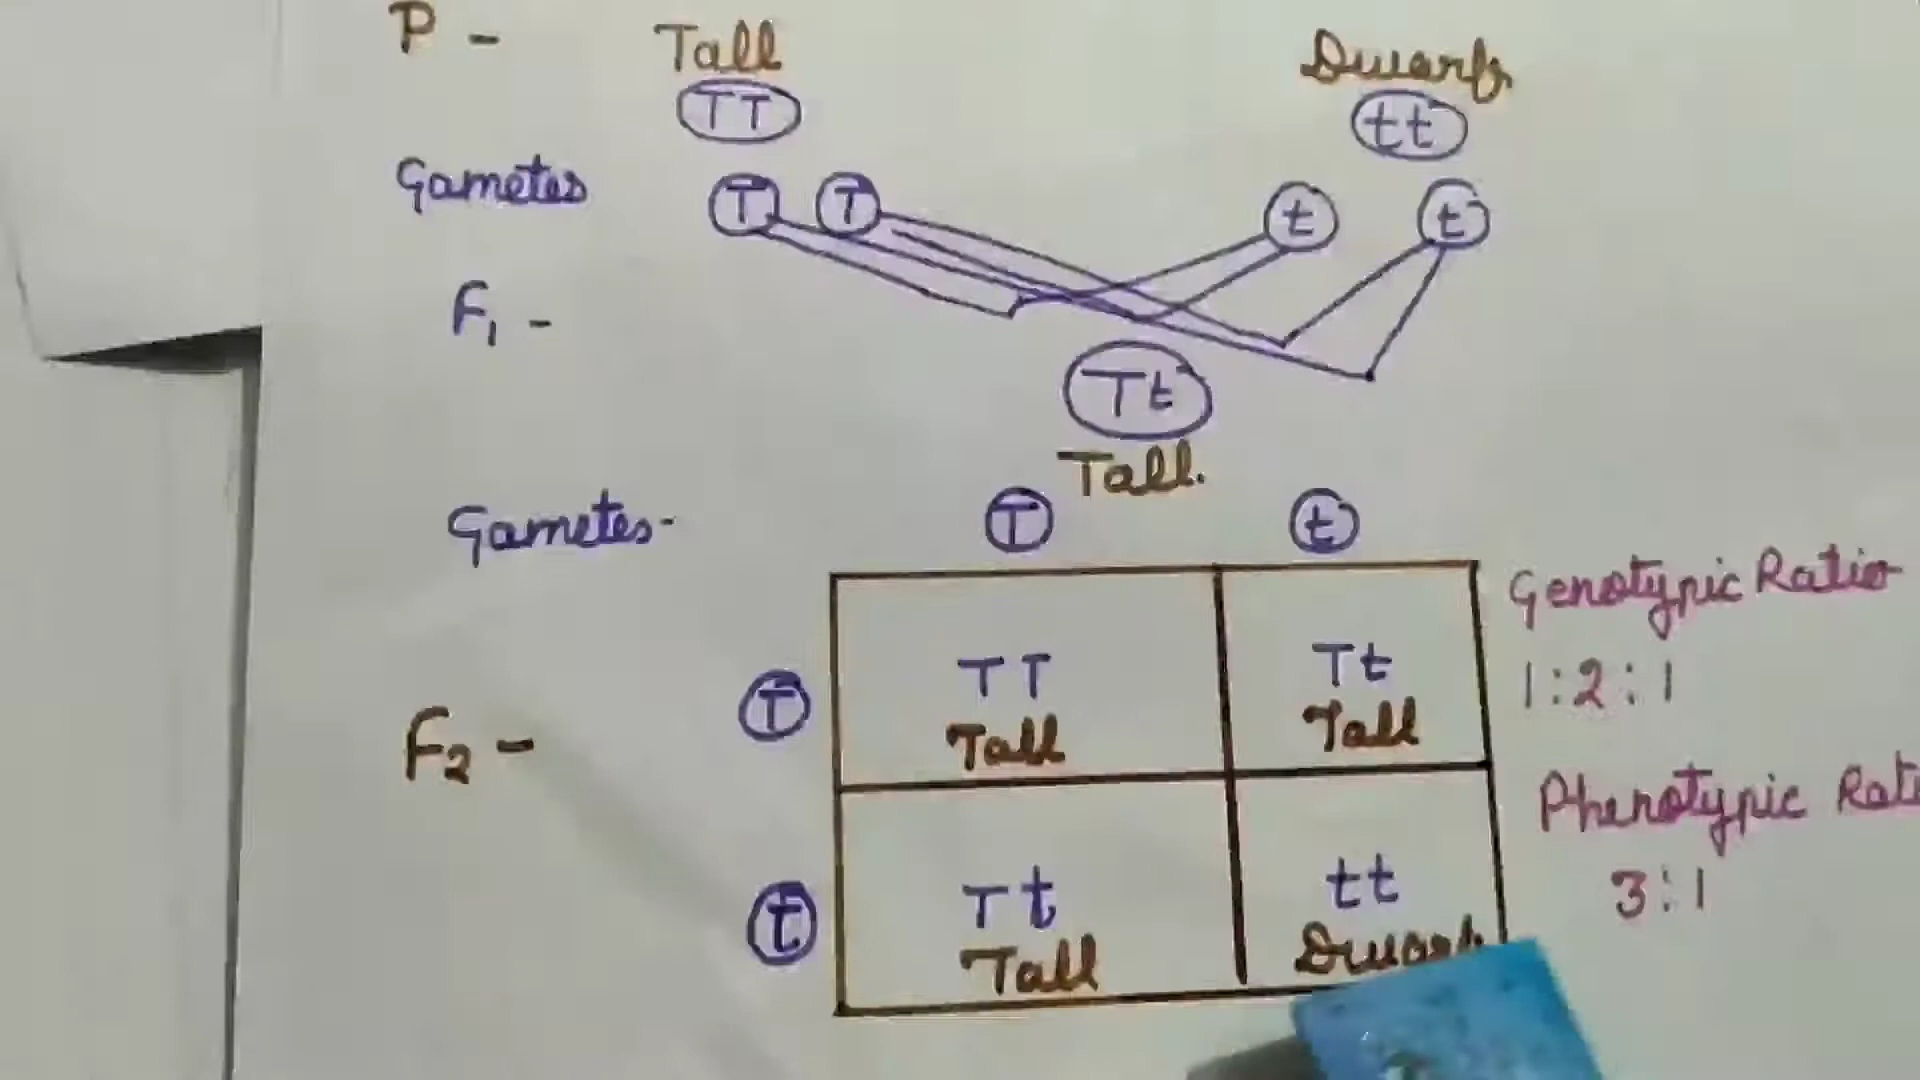 P - Tall Dwarf
TT tt
Gametes T T t t
F1 -
Tt
Tall.
Gametes- T t
Genotypic Ratio
T TT Tt 1:2:1
Tall Tall
F2 -
Phenotypic
t Tt tt 3:1
Tall Dwarf